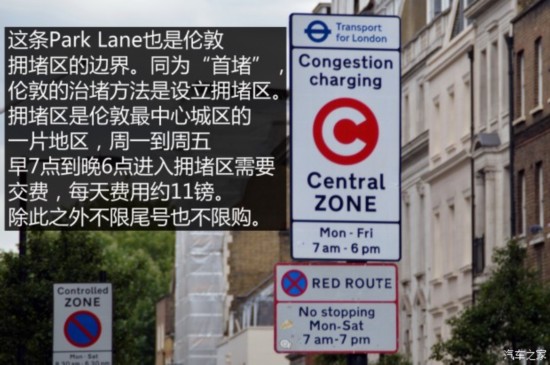 这条Park Lane也是伦敦
拥堵区的边界。同为“首堵”，
伦敦的治堵方法是设立拥堵区。
拥堵区是伦敦最中心城区的
一片地区，周一到周五
早7点到晚6点进入拥堵区需要
交费，每天费用约11镑。
除此之外不限尾号也不限购。
Transport
for London
Congestion
charging
C
Central
ZONE
Mon - Fri
7 am - 6 pm
RED ROUTE
No stopping
Mon-Sat
7 am-7 pm
Controlled
ZONE
Mon - Sat
汽车之家